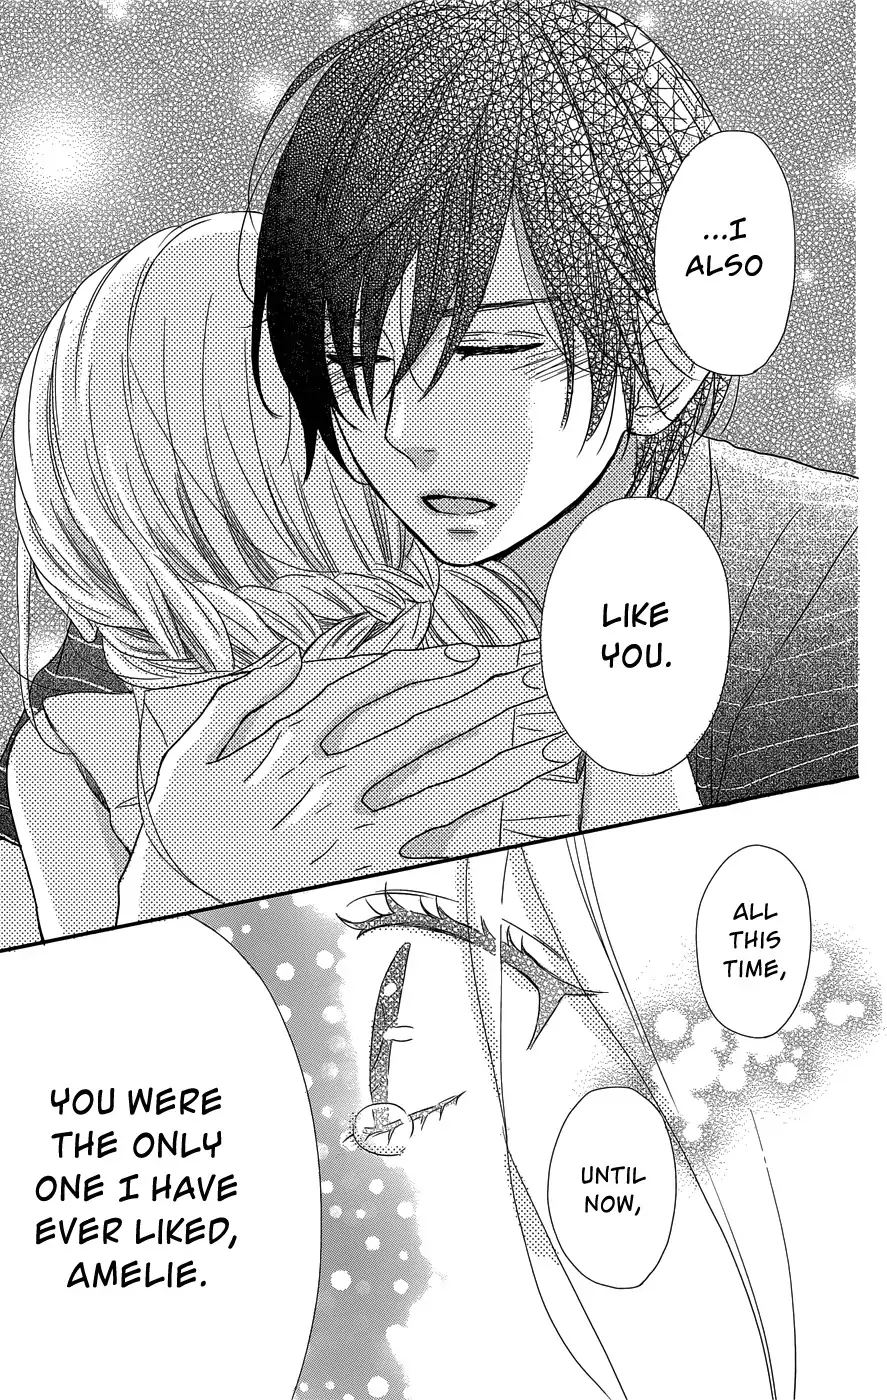 ...I
ALSO
LIKE
YOU.
ALL
THIS
TIME,
UNTIL
NOW,
YOU WERE
THE ONLY
ONE I HAVE
EVER LIKED,
AMELIE.